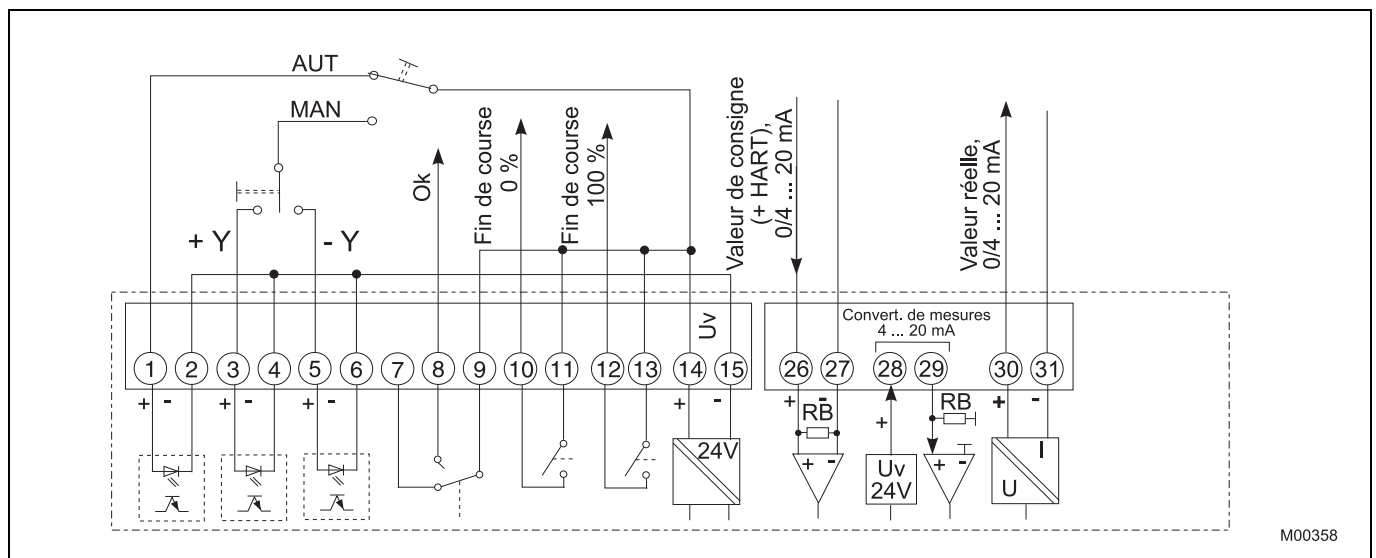 AUT
MAN
+ Y
- Y
Ok
Fin de course
0 %
Fin de course
100 %
Valeur de consigne
(+ HART),
0/4 ... 20 mA
Valeur réelle,
0/4 ... 20 mA
Uv
Convert. de mesures
4 ... 20 mA
1 2 3 4 5 6 7 8 9 10 11 12 13 14 15
26 27 28 29 30 31
+ - + - + - + -
+ - + + -
RB RB
24V
+ -
Uv
24V
+ -
I
U
M00358